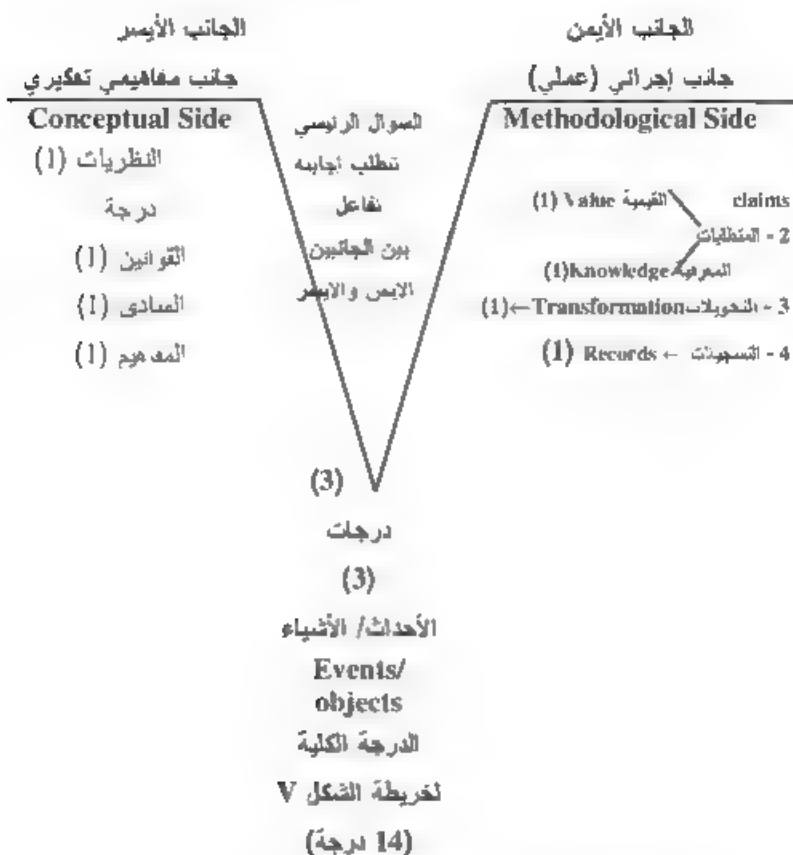 الجانب الأيمن
جانب إجرائي (عملي)
Methodological Side
القيمية Value (1)
claims
2 - المتطلبات
المعرفية Knowledge(1)
3 - التحويلات Transformation←(1)
4 - التسجيلات ← Records (1)
السوال الرئيسي
تتطلب اجابته
تفاعل
بين الجانبين
الايمن والايسر
الجانب الأيسر
جانب مفاهيمي تفكيري
Conceptual Side
النظريات (1)
درجة
القوانين (1)
المبادئ (1)
المفاهيم (1)
(3)
درجات
(3)
الأحداث/ الأشياء
Events/
objects
الدرجة الكلية
لخريطة الشكل V
(14 درجة)